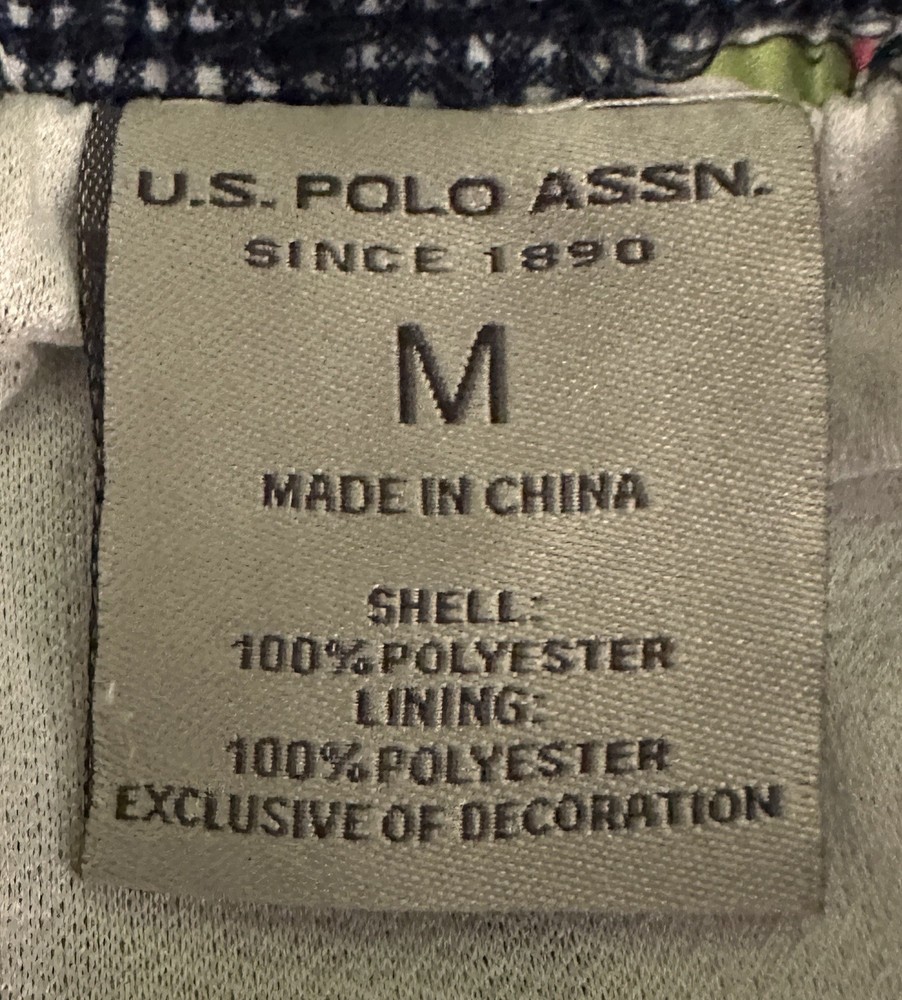 U.S. POLO ASSN.
SINCE 1890
M
MADE IN CHINA
SHELL:
100% POLYESTER
LINING:
100% POLYESTER
EXCLUSIVE OF DECORATION